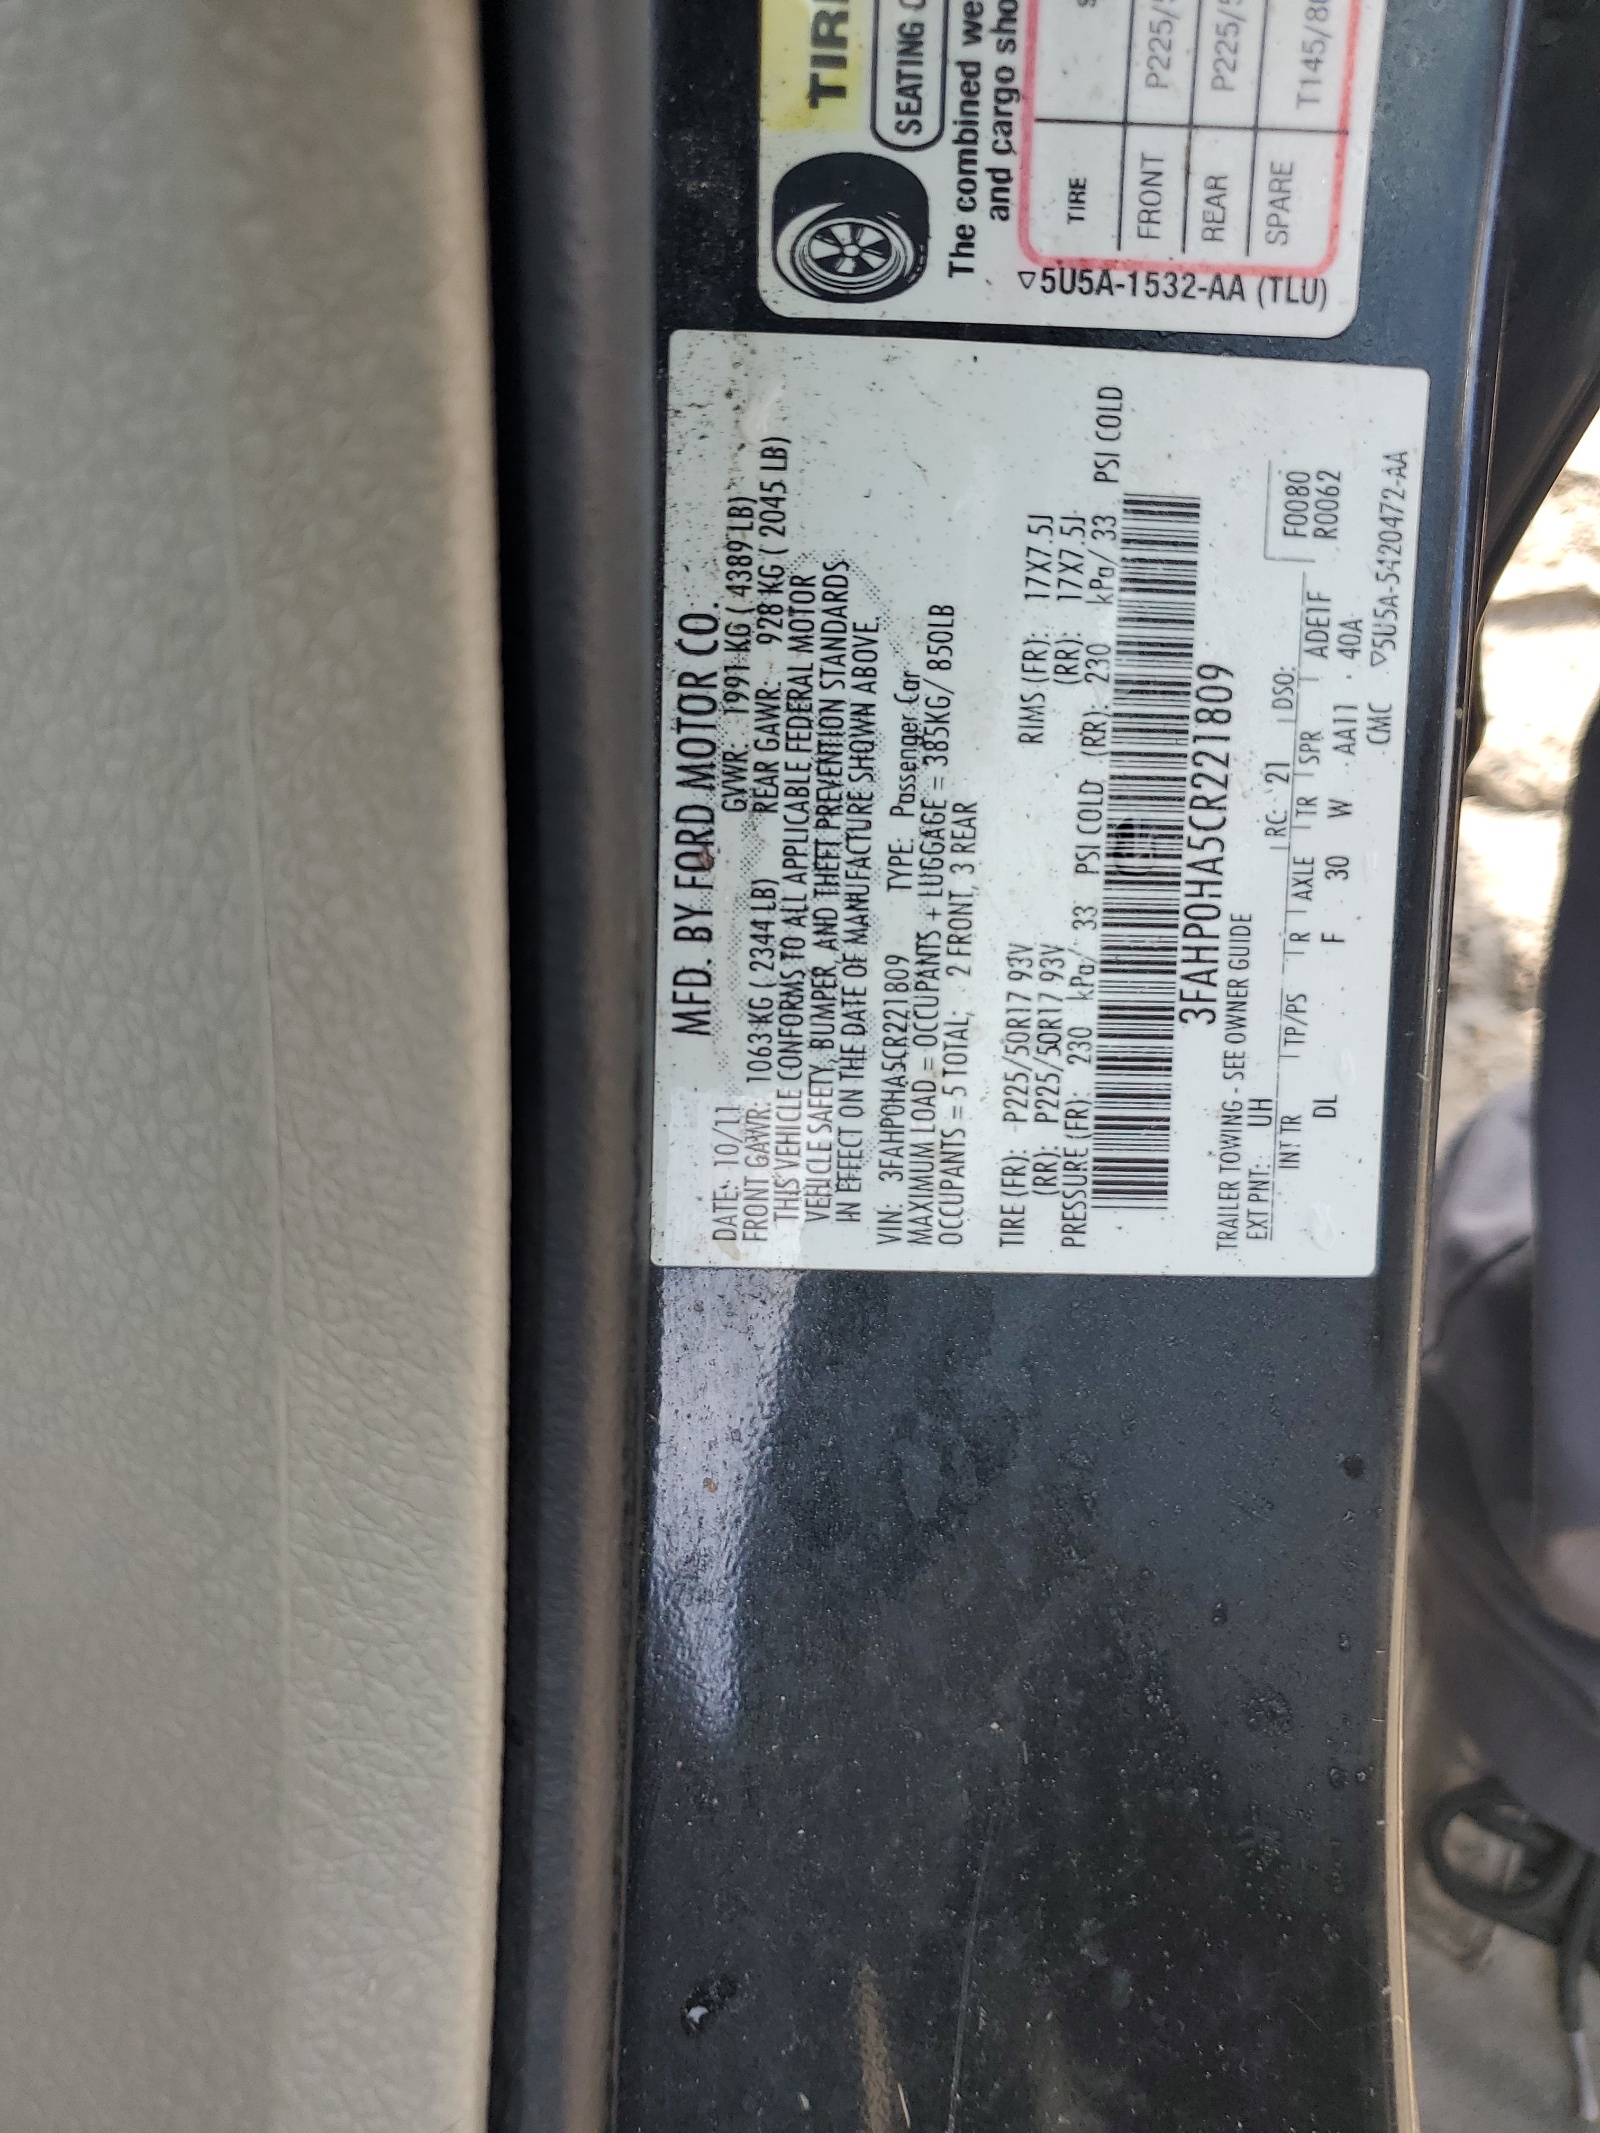 MFD. BY FORD MOTOR CO.
DATE: 10/11 GVWR: 1991 KG ( 4389 LB)
FRONT GAWR: 1063 KG ( 2344 LB) REAR GAWR: 928 KG ( 2045 LB)
THIS VEHICLE CONFORMS TO ALL APPLICABLE FEDERAL MOTOR
VEHICLE SAFETY, BUMPER, AND THEFT PREVENTION STANDARDS
IN EFFECT ON THE DATE OF MANUFACTURE SHOWN ABOVE.
VIN: 3FAHP0HA5CR221809 TYPE: Passenger Car
MAXIMUM LOAD = OCCUPANTS + LUGGAGE = 385KG/ 850LB
OCCUPANTS = 5 TOTAL; 2 FRONT, 3 REAR
TIRE (FR): P225/50R17 93V RIMS (FR): 17X7.5J
(RR): P225/50R17 93V (RR): 17X7.5J
PRESSURE (FR): 230 kPa/ 33 PSI COLD (RR): 230 kPa/ 33 PSI COLD
3FAHP0HA5CR221809
TRAILER TOWING - SEE OWNER GUIDE
EXT PNT: UH RC: 21 DSO: F0080
INT TR TP/PS R AXLE TR SPR ADE1F R0062
DL F 30 W AA11 40A
CMC ▽5U5A-5420472-AA
TIR
SEATING
The combined we
and cargo sho
TIRE
FRONT P225/5
REAR P225/5
SPARE T145/80
▽5U5A-1532-AA (TLU)